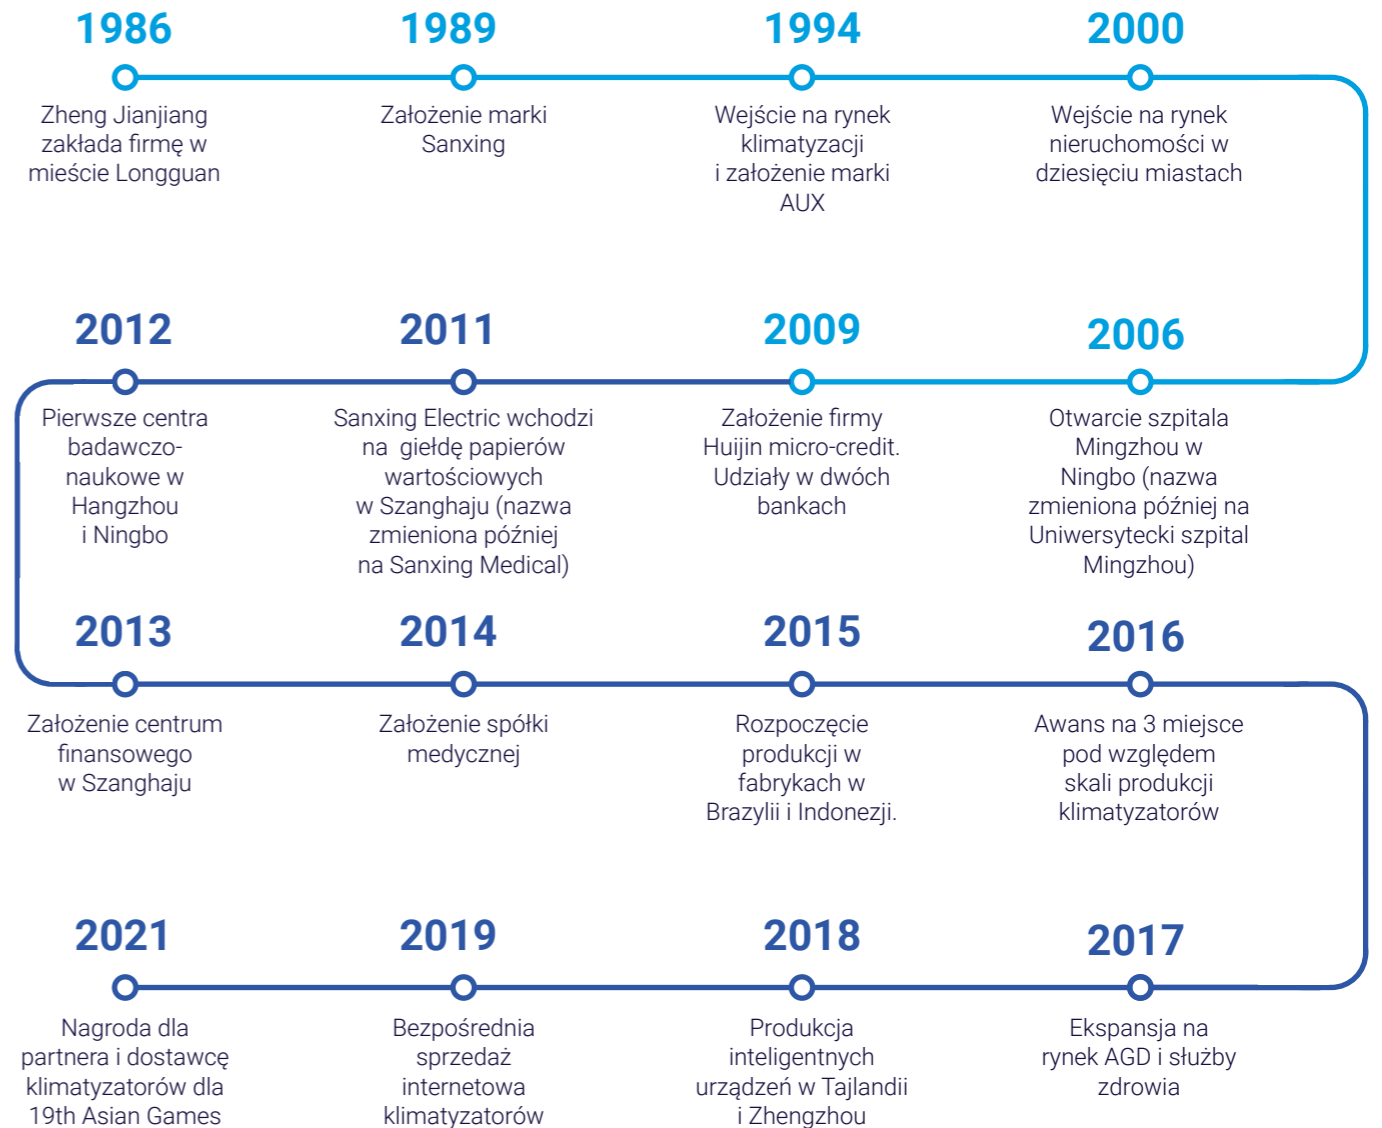 1986
Zheng Jianjiang
zakłada firmę w
mieście Longguan
1989
Założenie marki
Sanxing
1994
Wejście na rynek
klimatyzacji
i założenie marki
AUX
2000
Wejście na rynek
nieruchomości w
dziesięciu miastach
2006
Otwarcie szpitala
Mingzhou w
Ningbo (nazwa
zmieniona później na
Uniwersytecki szpital
Mingzhou)
2009
Założenie firmy
Huijin micro-credit.
Udziały w dwóch
bankach
2011
Sanxing Electric wchodzi
na giełdę papierów
wartościowych
w Szanghaju (nazwa
zmieniona później
na Sanxing Medical)
2012
Pierwsze centra
badawczo-
naukowe w
Hangzhou
i Ningbo
2013
Założenie centrum
finansowego
w Szanghaju
2014
Założenie spółki
medycznej
2015
Rozpoczęcie
produkcji w
fabrykach w
Brazylii i Indonezji.
2016
Awans na 3 miejsce
pod względem
skali produkcji
klimatyzatorów
2017
Ekspansja na
rynek AGD i służby
zdrowia
2018
Produkcja
inteligentnych
urządzeń w Tajlandii
i Zhengzhou
2019
Bezpośrednia
sprzedaż
internetowa
klimatyzatorów
2021
Nagroda dla
partnera i dostawcę
klimatyzatorów dla
19th Asian Games